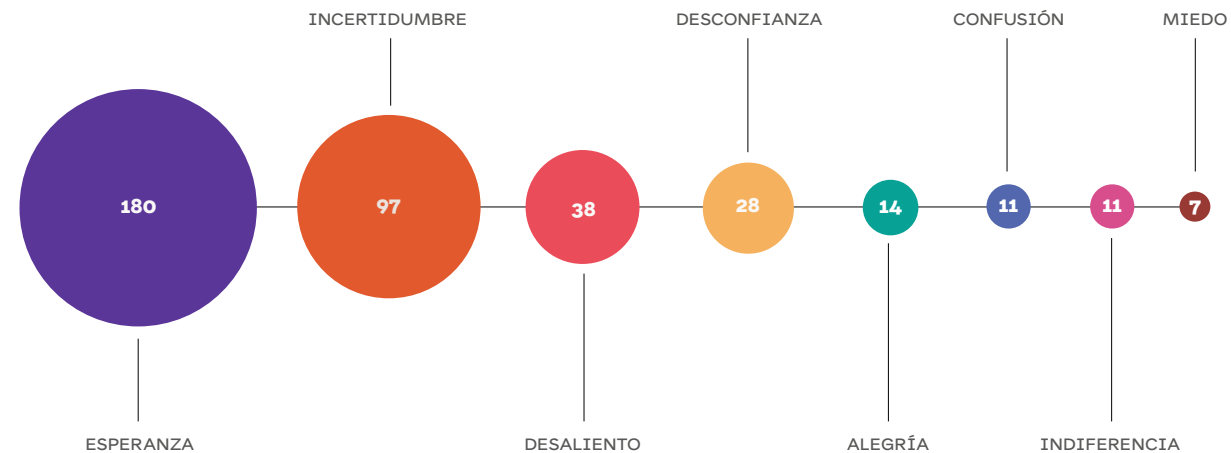 INCERTIDUMBRE DESCONFIANZA CONFUSIÓN MIEDO
180 97 38 28 14 11 11 7
ESPERANZA DESALIENTO ALEGRÍA INDIFERENCIA